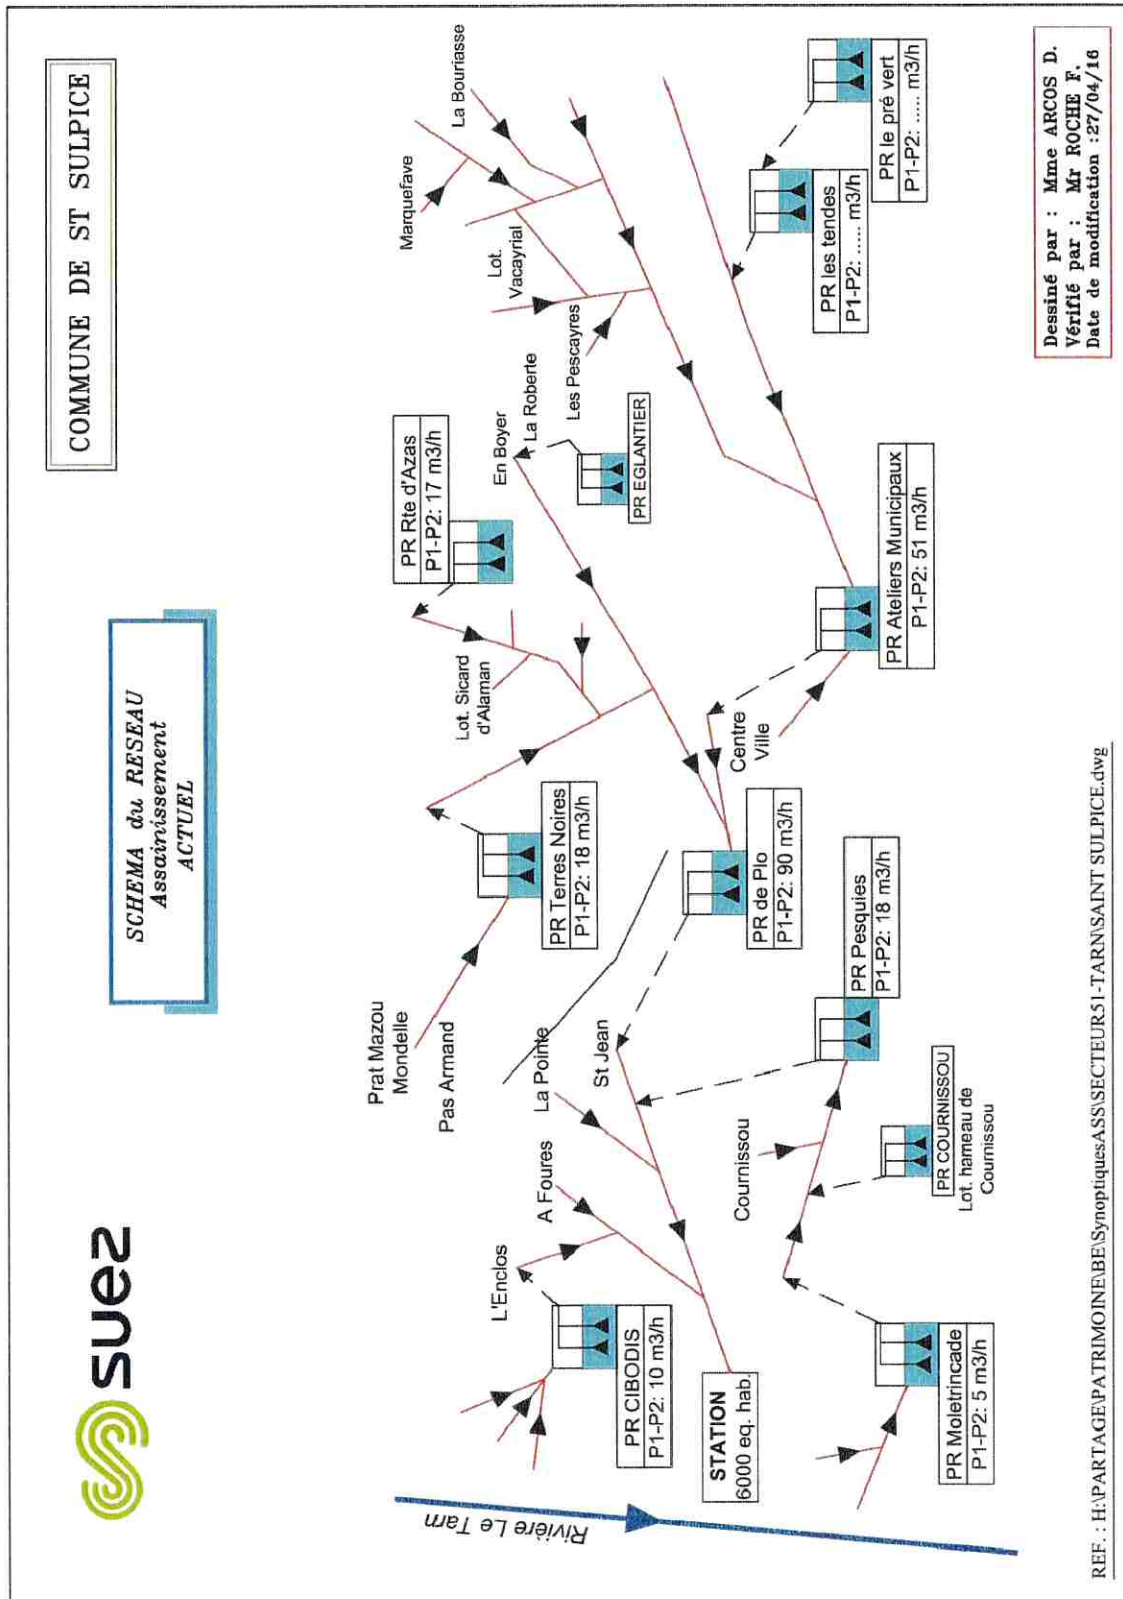 suez
SCHEMA du RESEAU
Assainissement
ACTUEL
COMMUNE DE ST SULPICE
Rivière Le Tarn
L'Enclos
PR CIBODIS
P1-P2: 10 m3/h
A Foures
La Pointe
St Jean
STATION
6000 eq. hab.
Prat Mazou
Mondelle
Pas Armand
PR Terres Noires
P1-P2: 18 m3/h
Lot. Sicard
d'Alaman
PR Rte d'Azas
P1-P2: 17 m3/h
En Boyer
La Roberte
PR EGLANTIER
Les Pescayres
Lot.
Vacayrial
Marquefave
La Bouriasse
PR de Plo
P1-P2: 90 m3/h
Centre
Ville
PR Ateliers Municipaux
P1-P2: 51 m3/h
PR les tendes
P1-P2: ..... m3/h
PR le pré vert
P1-P2: ..... m3/h
Cournissou
PR Pesquies
P1-P2: 18 m3/h
PR COURNISSOU
Lot. hameau de
Cournissou
PR Moletrincade
P1-P2: 5 m3/h
Dessiné par : Mme ARCOS D.
Vérifié par : Mr ROCHE F.
Date de modification :27/04/16
REF. : H:\PARTAGE\PATRIMOINE\BE\SynoptiquesASS\SECTEUR51-TARN\SAINT SULPICE.dwg